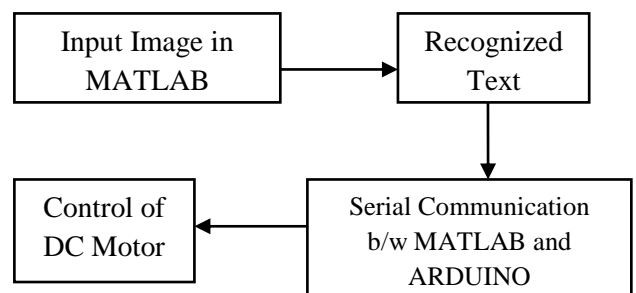 Input Image in
MATLAB
Recognized
Text
Control of
DC Motor
Serial Communication
b/w MATLAB and
ARDUINO